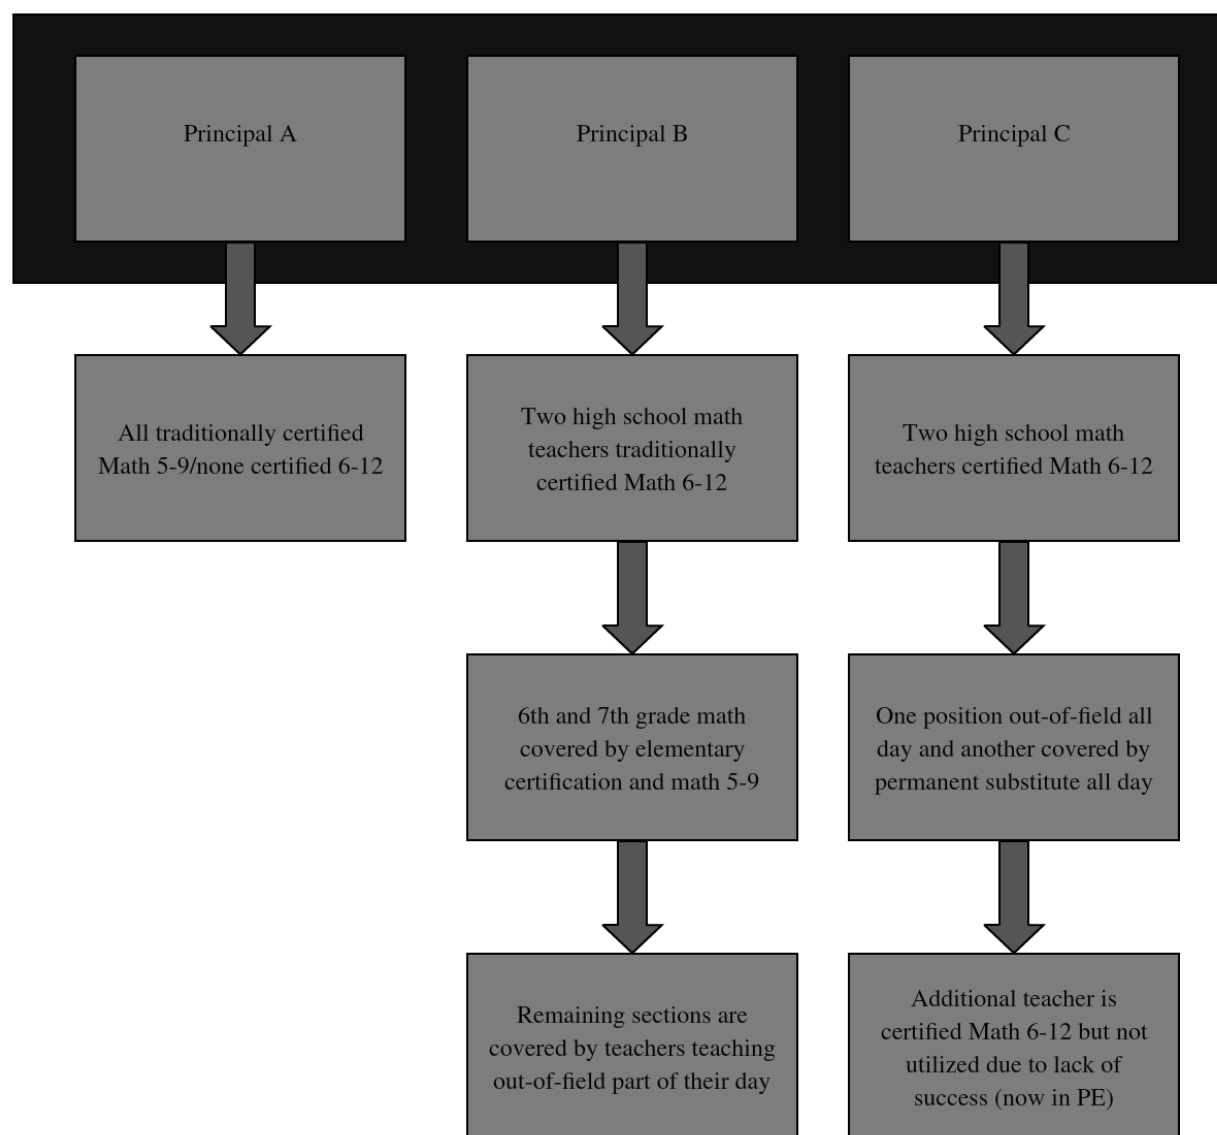 Principal A
Principal B
Principal C
All traditionally certified
Math 5-9/none certified 6-12
Two high school math
teachers traditionally
certified Math 6-12
Two high school math
teachers certified Math 6-12
6th and 7th grade math
covered by elementary
certification and math 5-9
One position out-of-field all
day and another covered by
permanent substitute all day
Remaining sections are
covered by teachers teaching
out-of-field part of their day
Additional teacher is
certified Math 6-12 but not
utilized due to lack of
success (now in PE)